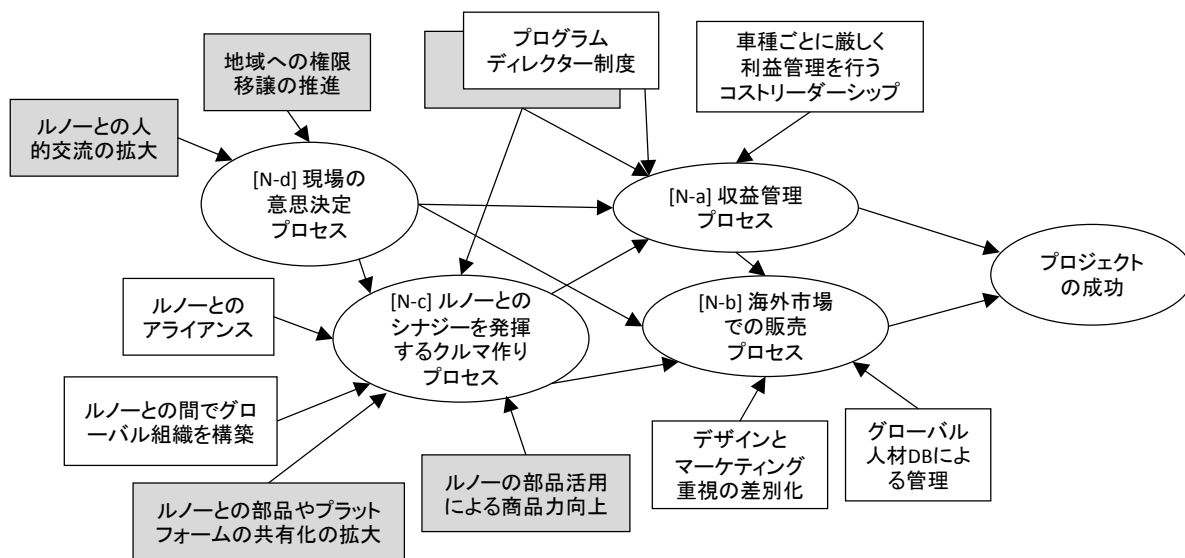 プログラム
ディレクター制度
車種ごとに厳しく
利益管理を行う
コストリーダーシップ
地域への権限
移譲の推進
ルノーとの人
的交流の拡大
[N-d] 現場の
意思決定
プロセス
[N-a] 収益管理
プロセス
プロジェクト
の成功
ルノーとの
アライアンス
[N-c] ルノーとの
シナジーを発揮
するクルマ作り
プロセス
[N-b] 海外市場
での販売
プロセス
ルノーとの間でグロ
ーバル組織を構築
デザインと
マーケティング
重視の差別化
グローバル
人材DBによ
る管理
ルノーの部品活用
による商品力向上
ルノーとの部品やプラット
フォームの共有化の拡大